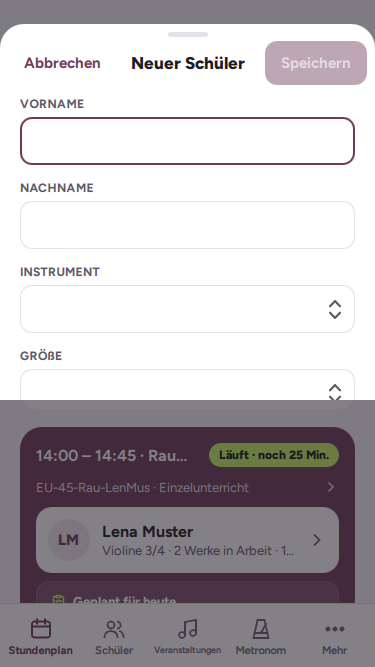 Abbrechen
Neuer Schüler
Speichern
VORNAME
NACHNAME
INSTRUMENT
GRÖßE
14:00 – 14:45 · Rau...
Läuft · noch 25 Min.
EU-45-Rau-LenMus · Einzelunterricht
LM
Lena Muster
Violine 3/4 · 2 Werke in Arbeit · 1...
Geplant für heute
Stundenplan
Schüler
Veranstaltungen
Metronom
Mehr